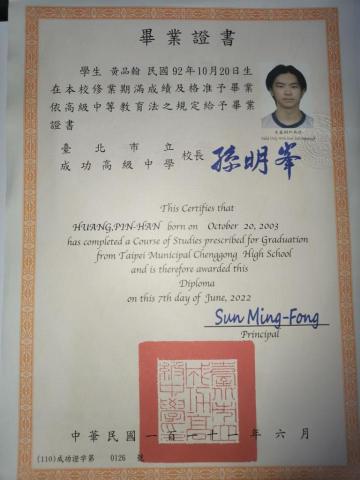 畢業證書
學生 黃品翰 民國92年10月20日生
在本校修業期滿成績及格准予畢業
依高級中等教育法之規定給予畢業
證書
臺北市立
成功高級中學 校長 孫明峯
This Certifies that
HUANG,PIN-HAN born on October 20, 2003
has completed a Course of Studies prescribed for Graduation
from Taipei Municipal Chenggong High School
and is therefore awarded this
Diploma
on this 7th day of June, 2022
Sun Ming-Fong
Principal
中華民國一百一十一年六月
(110)成功證字第 0126 號